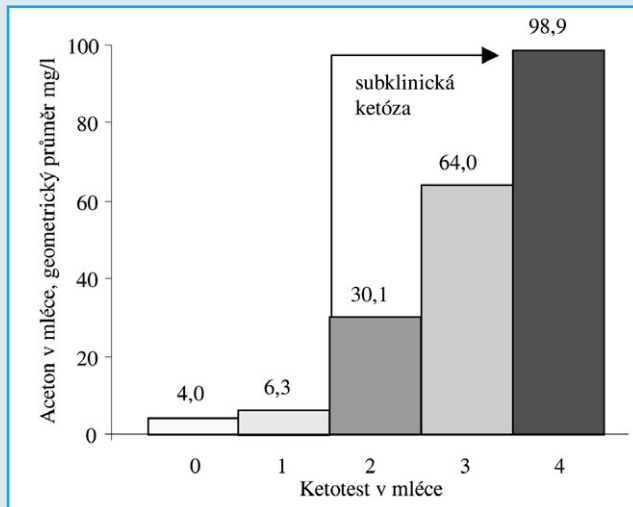 Aceton v mléce, geometrický průměr mg/l
100
80
60
40
20
0
4,0
6,3
30,1
64,0
98,9
subklinická
ketóza
0 1 2 3 4
Ketotest v mléce